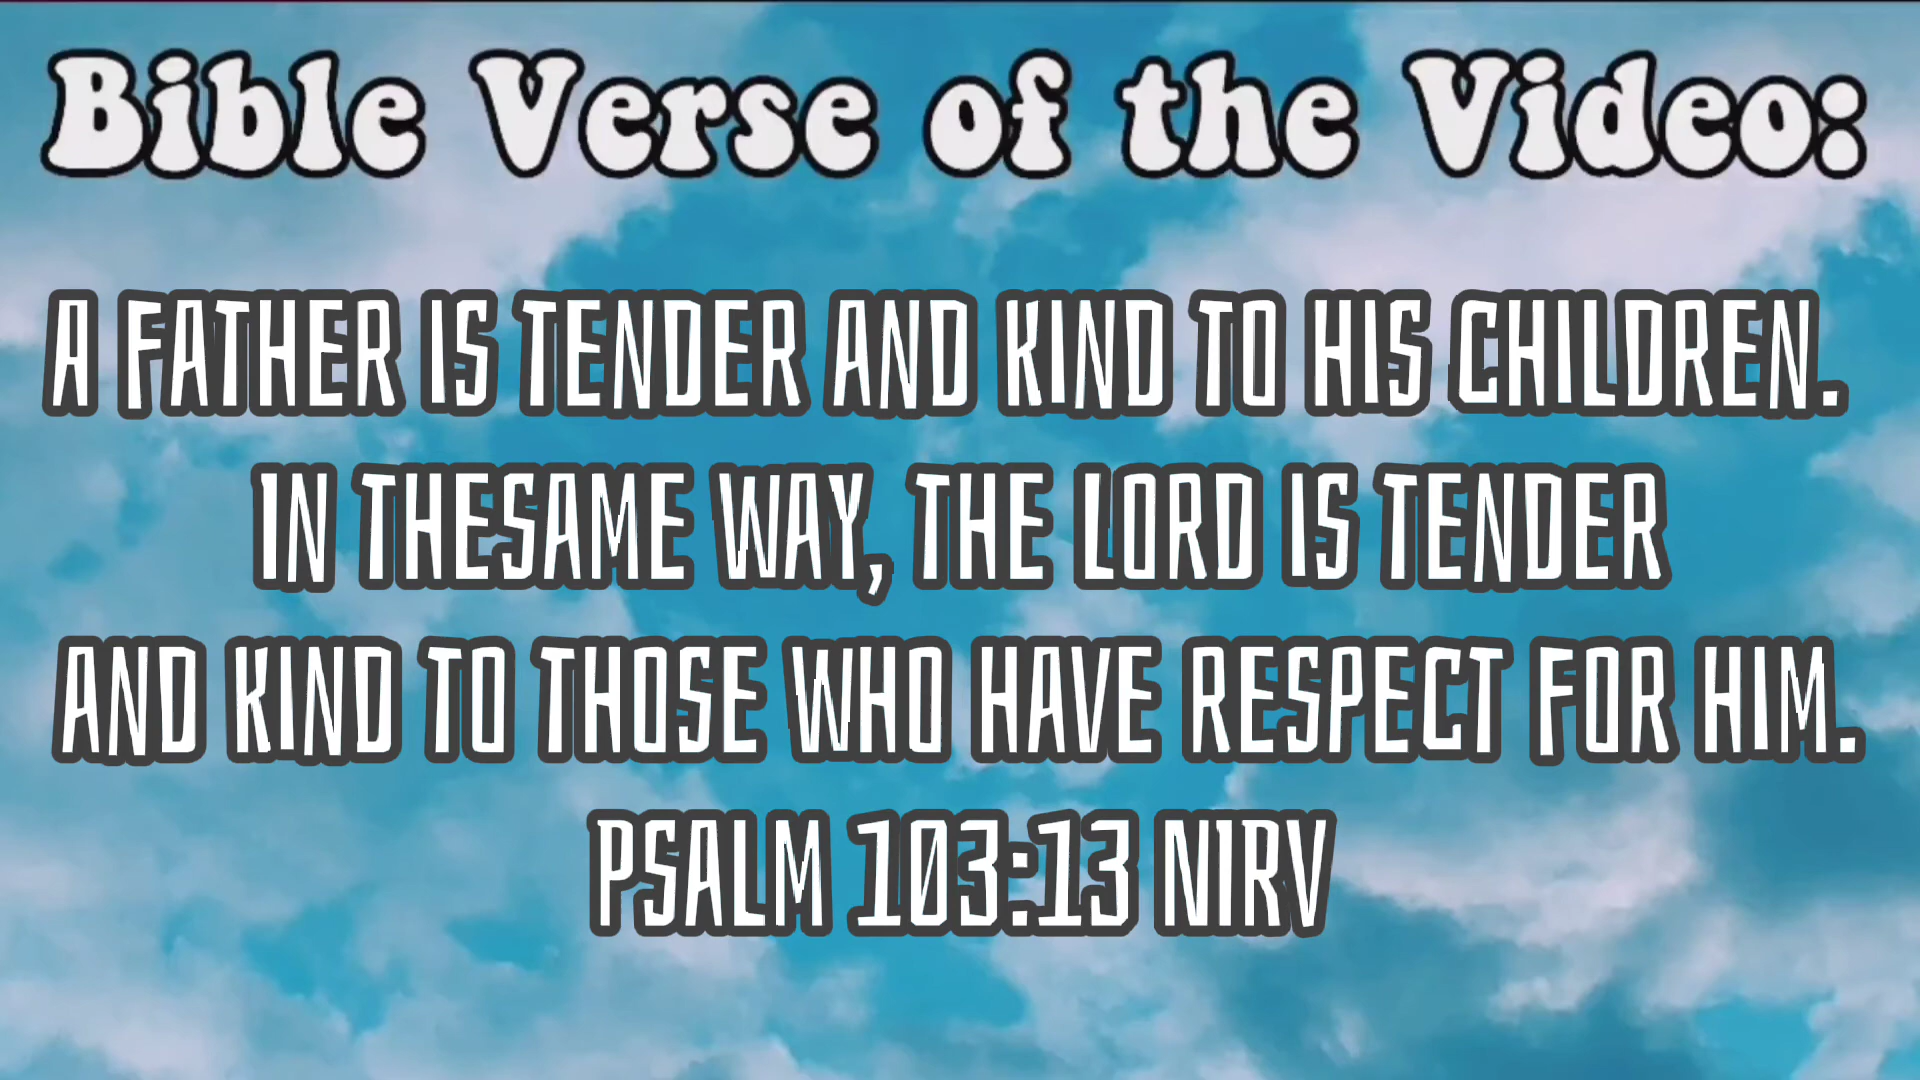 Bible Verse of the Video:
A FATHER IS TENDER AND KIND TO HIS CHILDREN.
IN THESAME WAY, THE LORD IS TENDER
AND KIND TO THOSE WHO HAVE RESPECT FOR HIM.
PSALM 103:13 NIRV